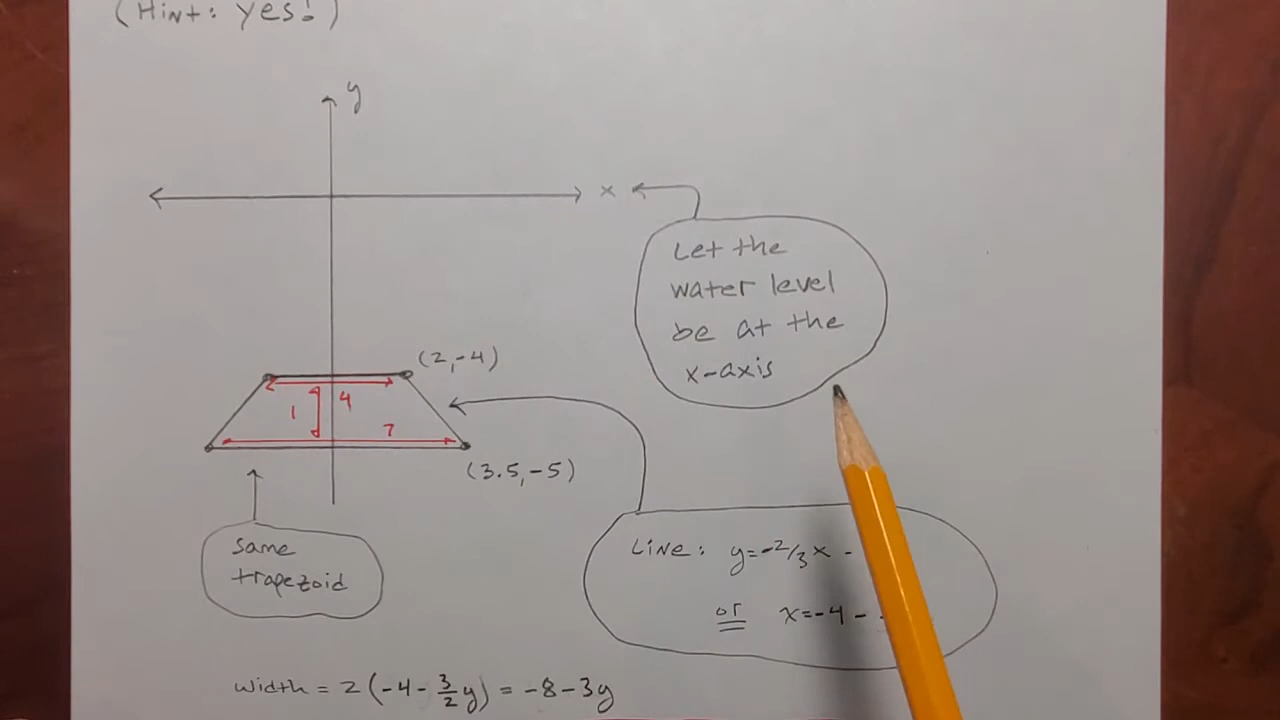 (Hint: yes!)
y
x
Let the
water level
be at the
x-axis
(2,-4)
1
4
7
(3.5,-5)
same
trapezoid
Line: y=-2/3x -
or x=-4 -
width = 2(-4-3/2y) = -8-3y